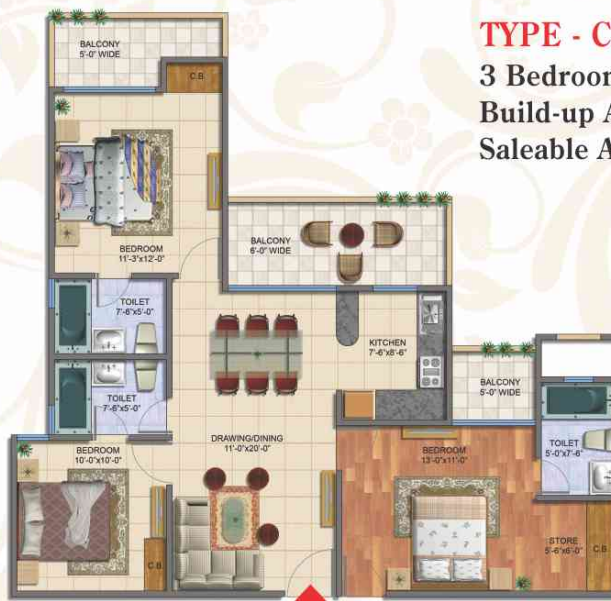 TYPE - C
3 Bedroo
Build-up A
Saleable A
BALCONY
5'-0" WIDE
C.B
BEDROOM
11'-3"x12'-0"
BALCONY
6'-0" WIDE
TOILET
7'-6"x5'-0"
KITCHEN
7'-6"x8'-6"
TOILET
7'-6"x5'-0"
BALCONY
5'-0" WIDE
DRAWING/DINING
11'-0"x20'-0"
BEDROOM
10'-0"x10'-0"
BEDROOM
13'-0"x11'-0"
TOILET
5'-0"x7'-6"
STORE
5'-6"x6'-0"
C.B
C.B